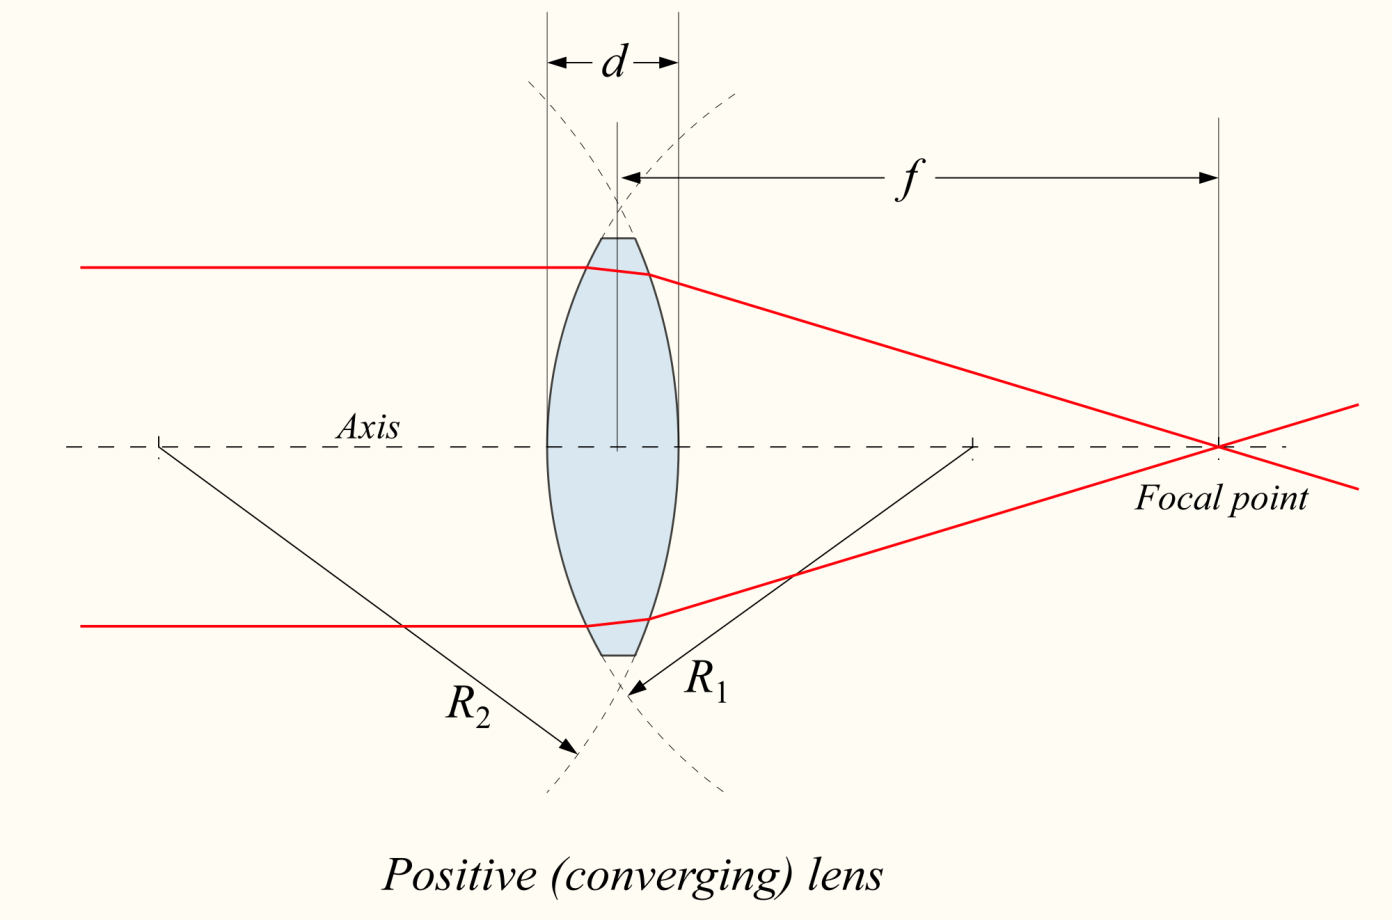 d
f
Axis
Focal point
R₁
R₂
Positive (converging) lens